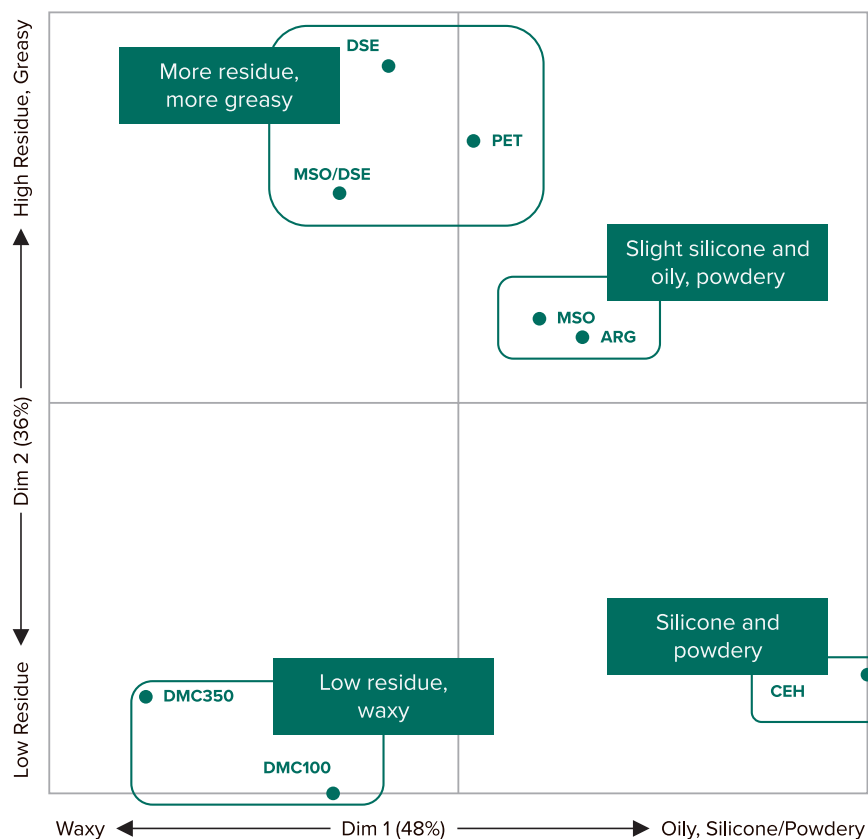 High Residue, Greasy
Dim 2 (36%)
Low Residue
DSE
More residue,
more greasy
PET
MSO/DSE
Slight silicone and
oily, powdery
MSO
ARG
Silicone and
powdery
CEH
Low residue,
waxy
DMC350
DMC100
Waxy
Dim 1 (48%)
Oily, Silicone/Powdery